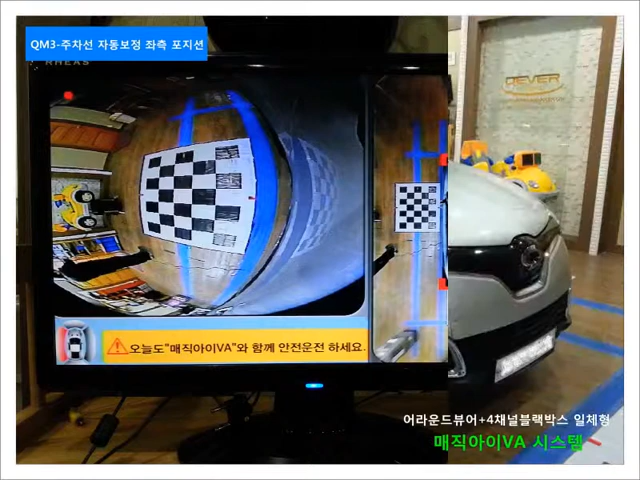 QM3-주차선 자동보정 좌측 포지션
RHEAS
REVER
오늘도"매직아이VA"와 함께 안전운전 하세요.
어라운드뷰어+4채널블랙박스 일체형
매직아이VA 시스템